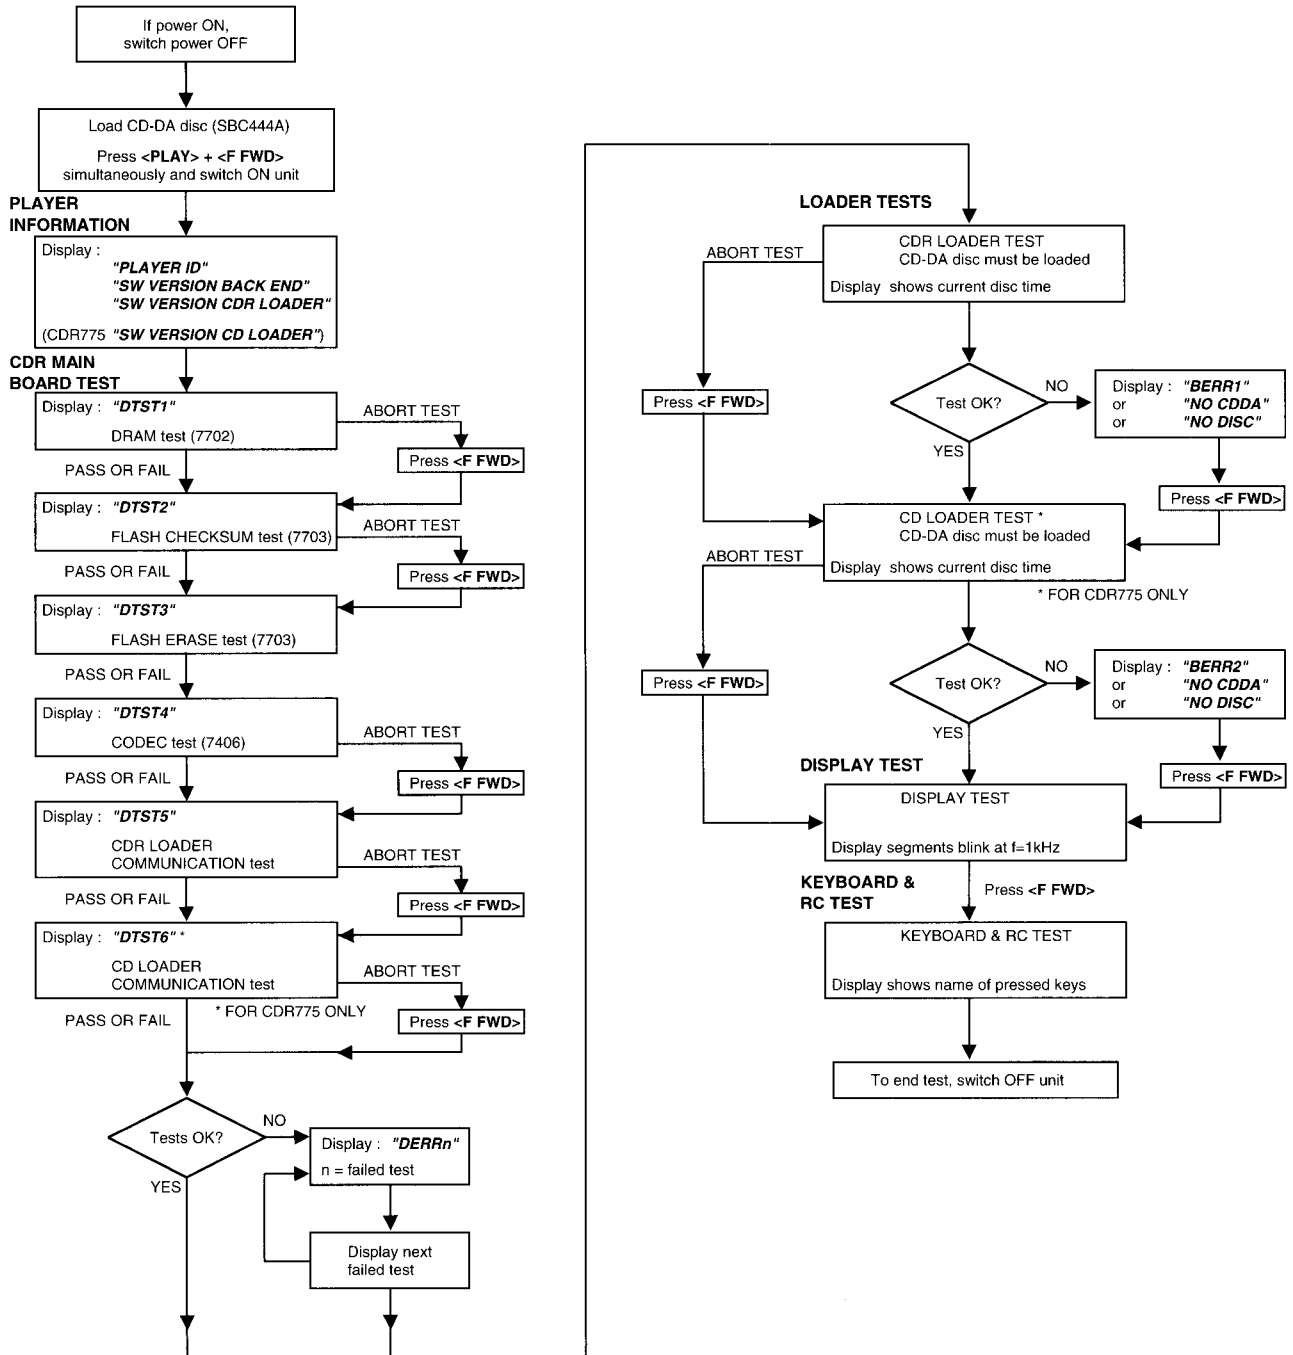 If power ON,
switch power OFF
Load CD-DA disc (SBC444A)
Press <PLAY> + <F FWD>
simultaneously and switch ON unit
PLAYER
INFORMATION
Display :
"PLAYER ID"
"SW VERSION BACK END"
"SW VERSION CDR LOADER"
(CDR775 "SW VERSION CD LOADER")
CDR MAIN
BOARD TEST
Display : "DTST1"
DRAM test (7702)
ABORT TEST
Press <F FWD>
PASS OR FAIL
Display : "DTST2"
FLASH CHECKSUM test (7703)
ABORT TEST
Press <F FWD>
PASS OR FAIL
Display : "DTST3"
FLASH ERASE test (7703)
PASS OR FAIL
Display : "DTST4"
CODEC test (7406)
ABORT TEST
Press <F FWD>
PASS OR FAIL
Display : "DTST5"
CDR LOADER
COMMUNICATION test
ABORT TEST
Press <F FWD>
PASS OR FAIL
Display : "DTST6" *
CD LOADER
COMMUNICATION test
ABORT TEST
* FOR CDR775 ONLY
Press <F FWD>
PASS OR FAIL
Tests OK?
NO
YES
Display : "DERRn"
n = failed test
Display next
failed test
LOADER TESTS
CDR LOADER TEST
CD-DA disc must be loaded
Display shows current disc time
ABORT TEST
Press <F FWD>
Test OK?
NO
YES
Display : "BERR1"
or "NO CDDA"
or "NO DISC"
Press <F FWD>
CD LOADER TEST *
CD-DA disc must be loaded
Display shows current disc time
* FOR CDR775 ONLY
ABORT TEST
Press <F FWD>
Test OK?
NO
YES
Display : "BERR2"
or "NO CDDA"
or "NO DISC"
Press <F FWD>
DISPLAY TEST
DISPLAY TEST
Display segments blink at f=1kHz
Press <F FWD>
KEYBOARD &
RC TEST
KEYBOARD & RC TEST
Display shows name of pressed keys
To end test, switch OFF unit